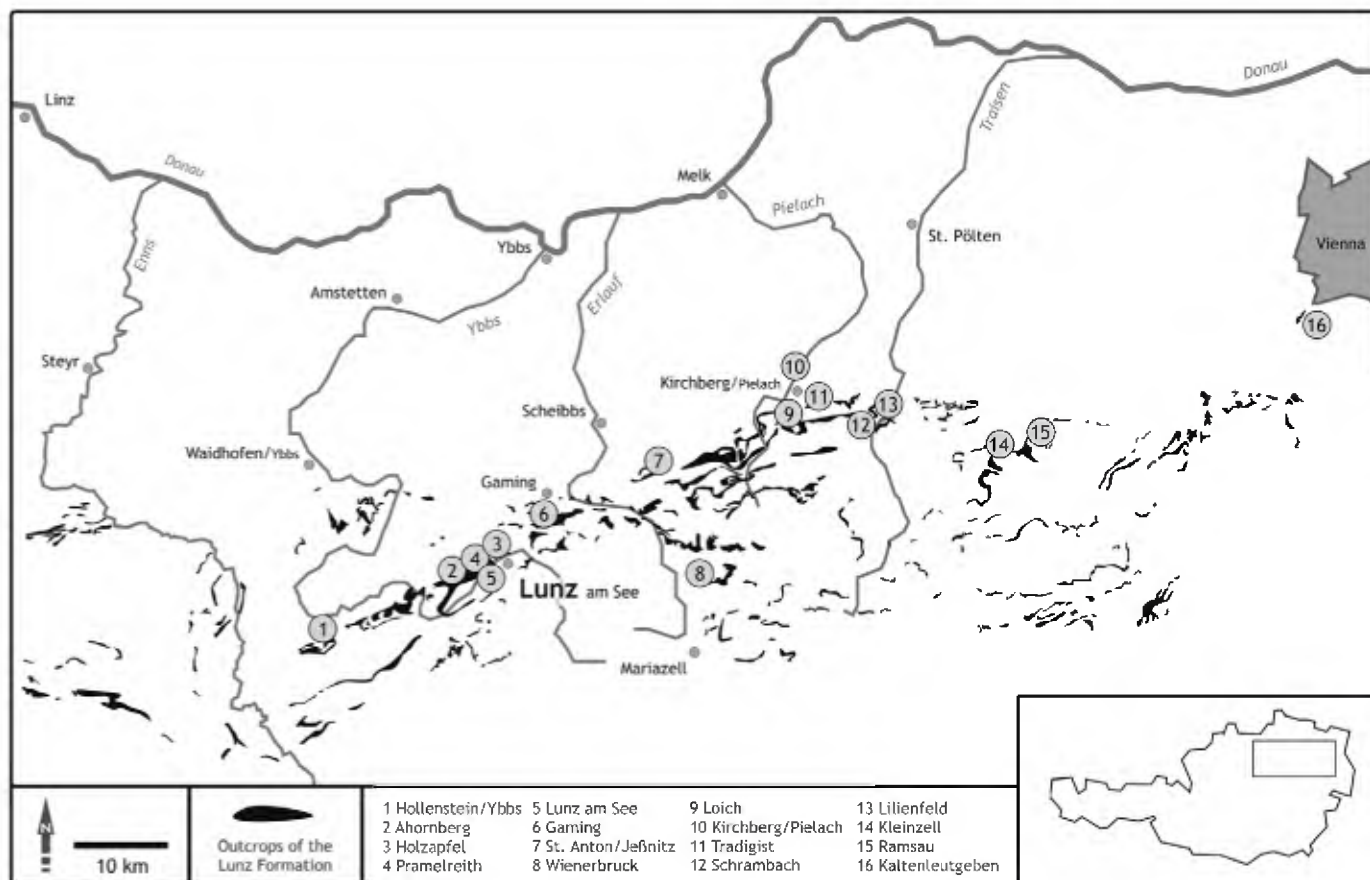 Linz
Donau
Enns
Steyr
Amstetten
Ybbs
Ybbs
Waidhofen/Ybbs
Melk
Pielach
Erlauf
Scheibbs
Gaming
Kirchberg/Pielach
St. Pölten
Traisen
Donau
Vienna
Lunz am See
Mariazell
1
2
3
4
5
6
7
8
9
10
11
12
13
14
15
16
N
10 km
Outcrops of the
Lunz Formation
1 Hollenstein/Ybbs
2 Ahornberg
3 Holzapfel
4 Pramelreith
5 Lunz am See
6 Gaming
7 St. Anton/Jeßnitz
8 Wienerbruck
9 Loich
10 Kirchberg/Pielach
11 Tradigist
12 Schrambach
13 Lilienfeld
14 Kleinzell
15 Ramsau
16 Kaltenleutgeben